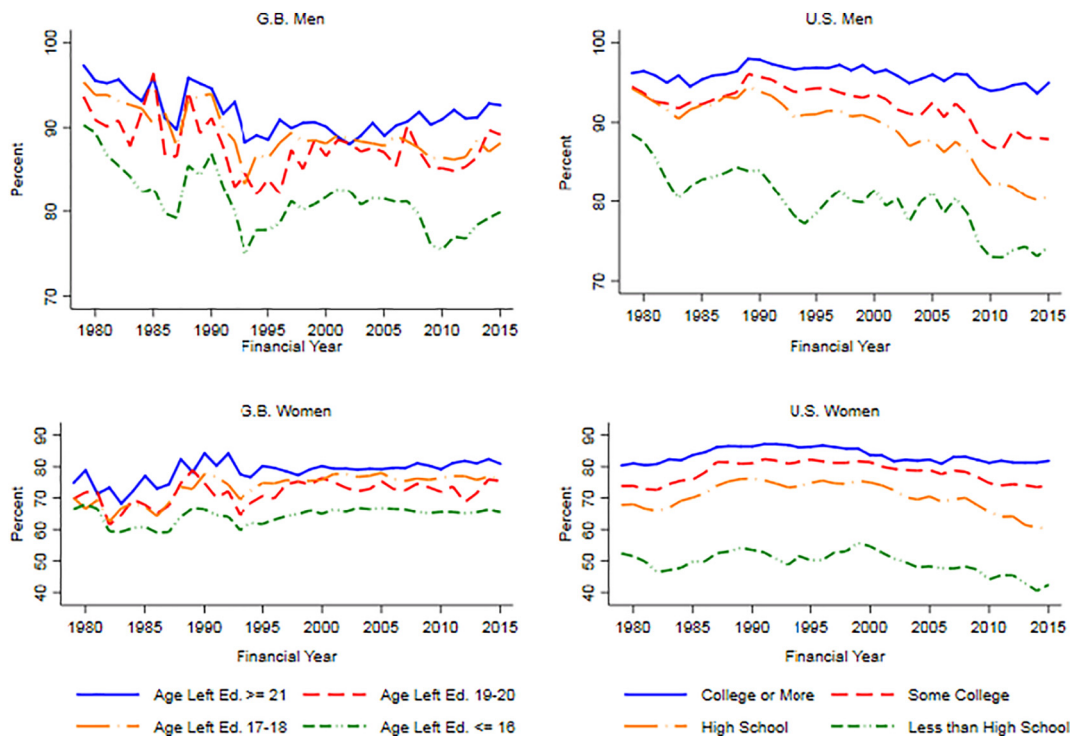 G.B. Men
100
90
80
70
Percent
1980 1985 1990 1995 2000 2005 2010 2015
Financial Year
U.S. Men
100
90
80
70
Percent
1980 1985 1990 1995 2000 2005 2010 2015
Financial Year
G.B. Women
90
80
70
60
50
40
Percent
1980 1985 1990 1995 2000 2005 2010 2015
Financial Year
U.S. Women
90
80
70
60
50
40
Percent
1980 1985 1990 1995 2000 2005 2010 2015
Financial Year
Age Left Ed. >= 21 Age Left Ed. 19-20
Age Left Ed. 17-18 Age Left Ed. <= 16
College or More Some College
High School Less than High School